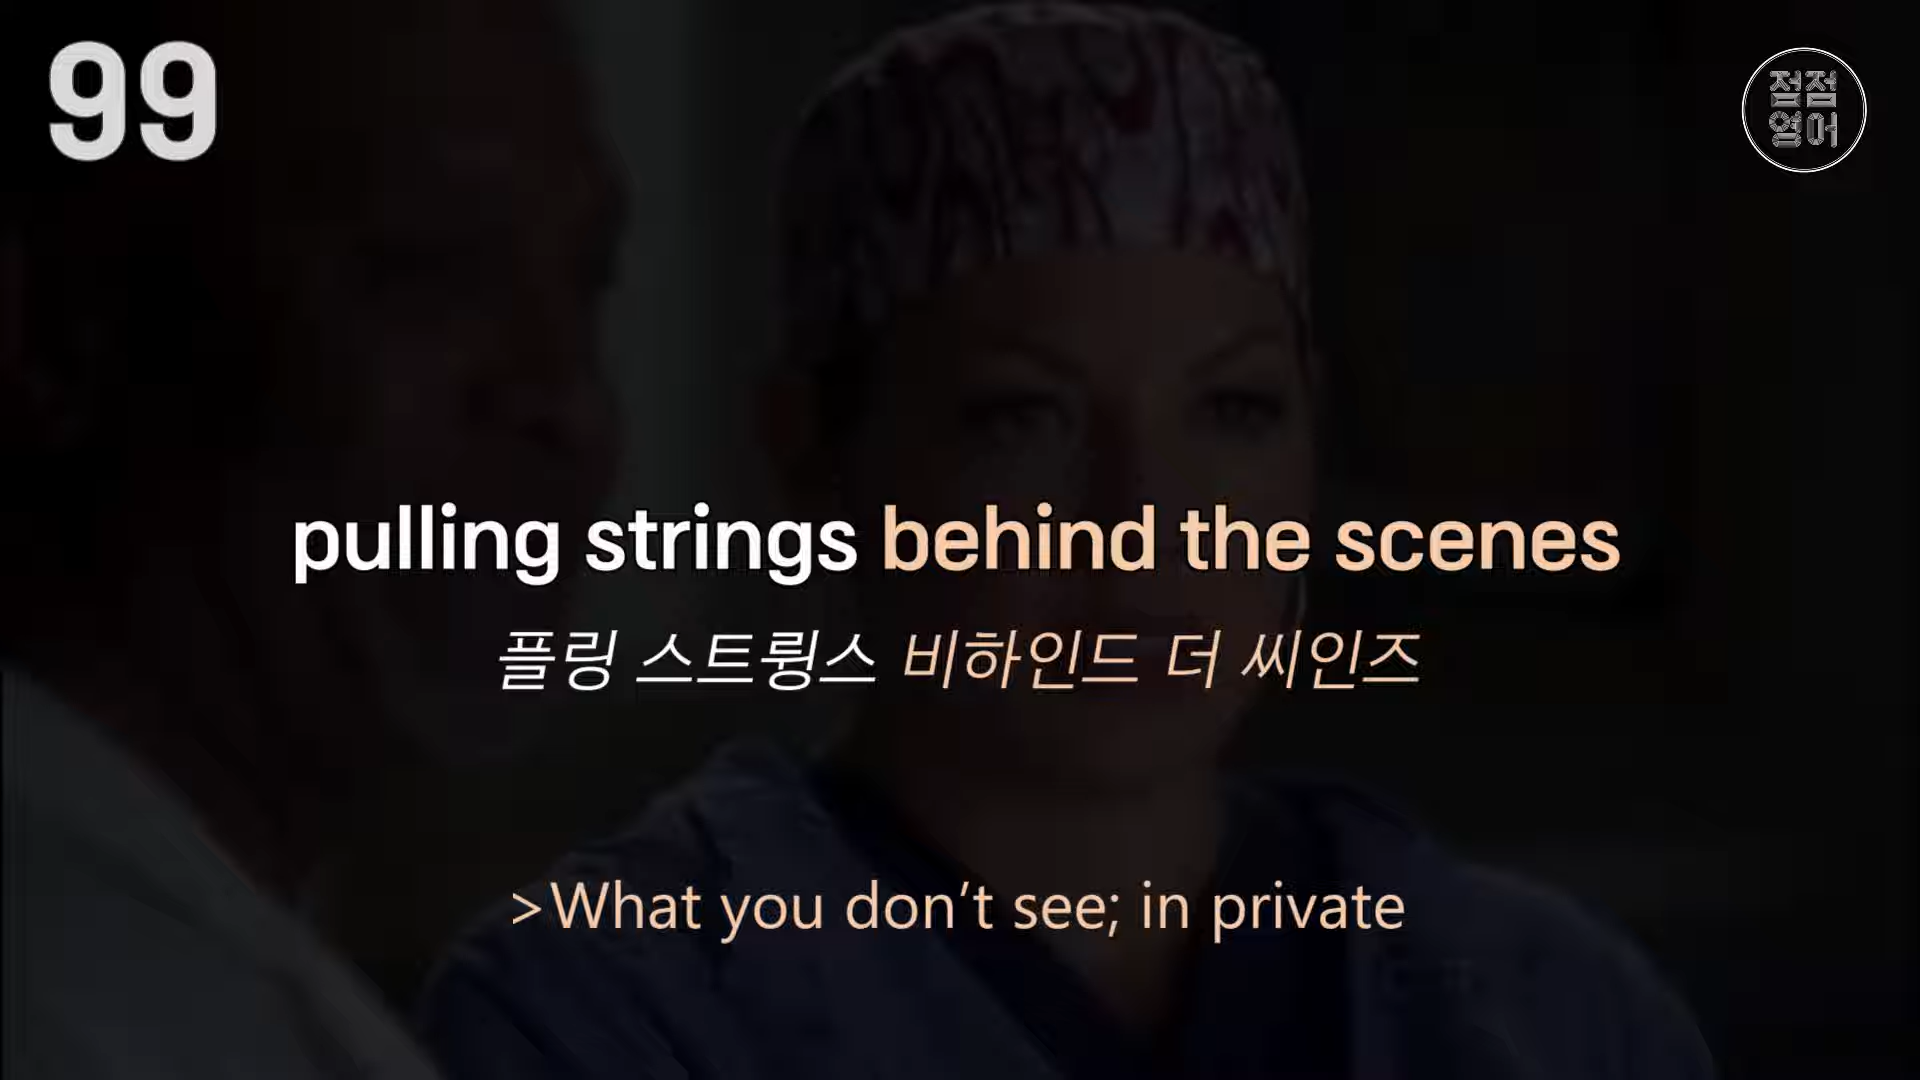 99
점점
영어
pulling strings behind the scenes
플링 스트륑스 비하인드 더 씨인즈
>What you don't see; in private